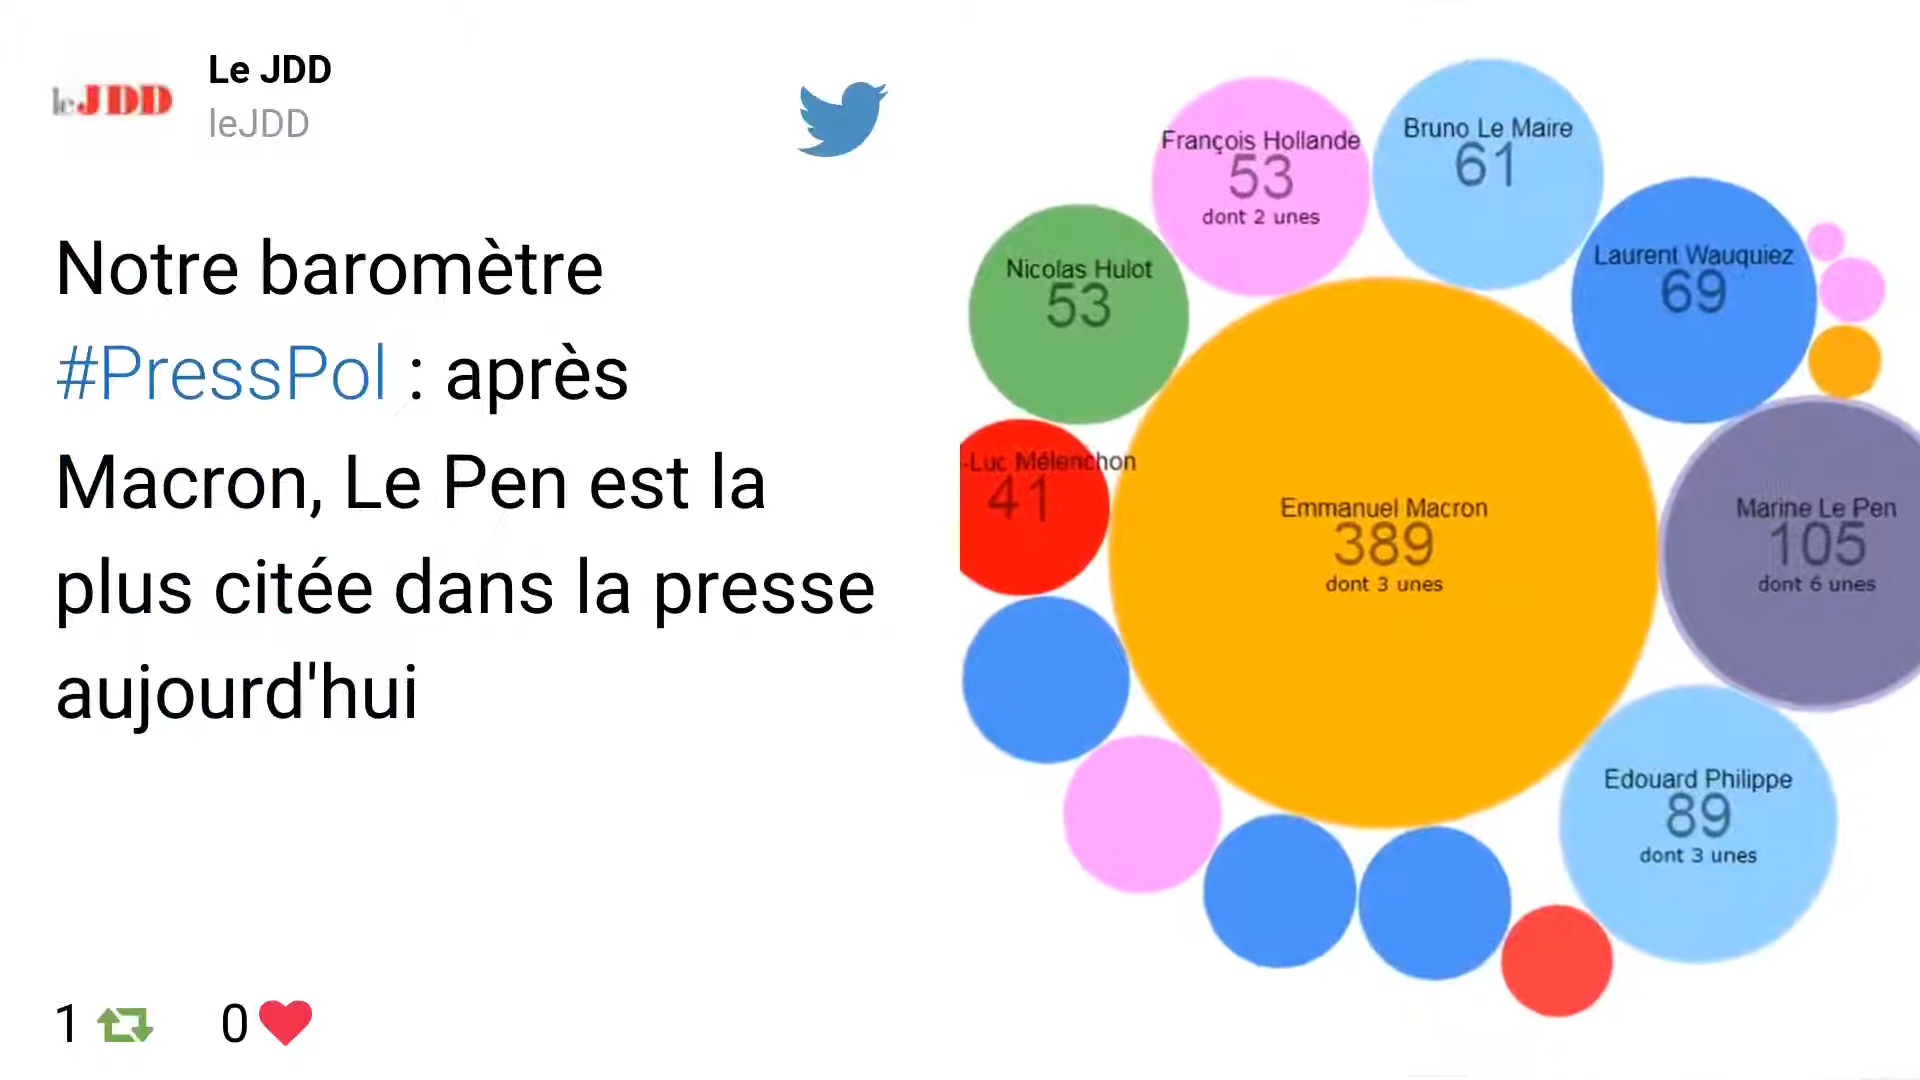 le JDD
Le JDD
leJDD
Notre baromètre
#PressPol : après
Macron, Le Pen est la
plus citée dans la presse
aujourd'hui
1
0
François Hollande
53
dont 2 unes
Bruno Le Maire
61
Laurent Wauquiez
69
Nicolas Hulot
53
-Luc Mélenchon
41
Emmanuel Macron
389
dont 3 unes
Marine Le Pen
105
dont 6 unes
Edouard Philippe
89
dont 3 unes